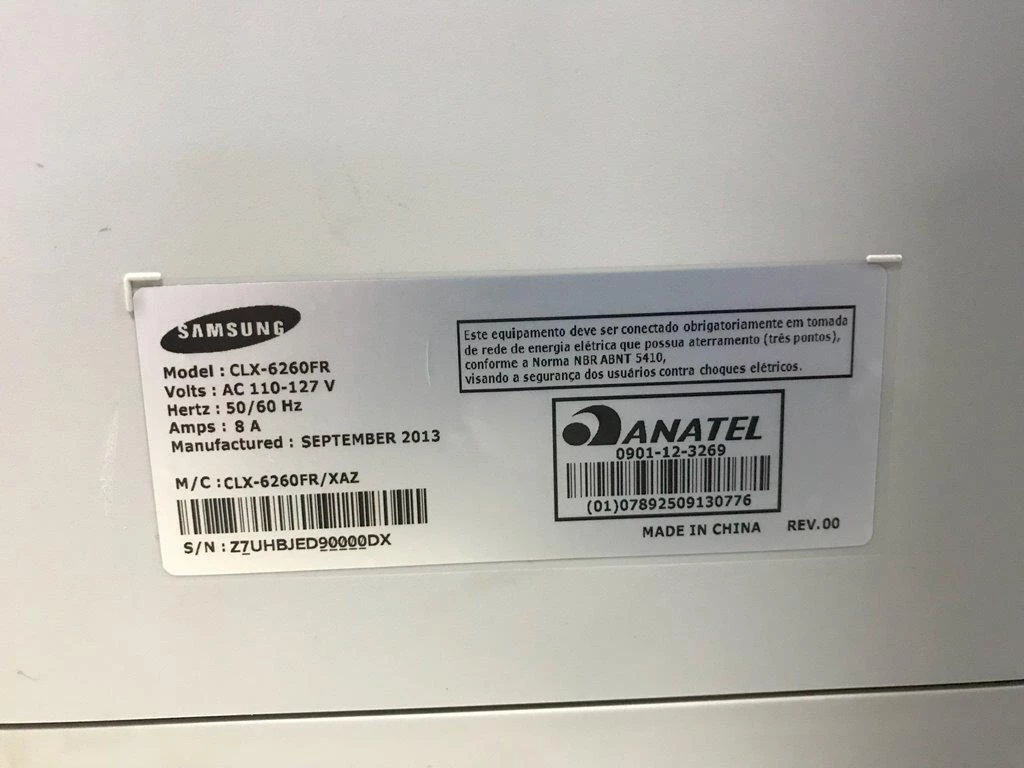 SAMSUNG
Model : CLX-6260FR
Volts : AC 110-127 V
Hertz : 50/60 Hz
Amps : 8 A
Manufactured : SEPTEMBER 2013
M/C : CLX-6260FR/XAZ
S/N : Z7UHBJED90000DX
Este equipamento deve ser conectado obrigatoriamente em tomada
de rede de energia elétrica que possua aterramento (três pontos),
conforme a Norma NBR ABNT 5410,
visando a segurança dos usuários contra choques elétricos.
ANATEL
0901-12-3269
(01)07892509130776
MADE IN CHINA REV.00